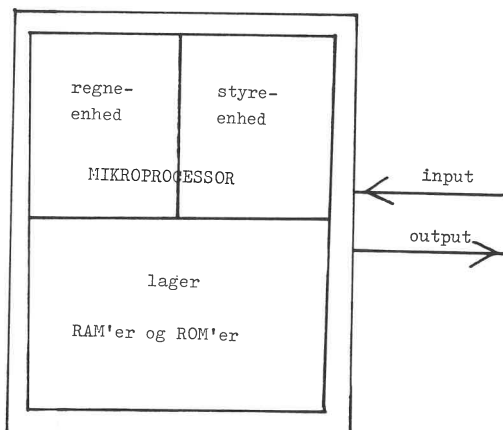 regne-
enhed
styre-
enhed
MIKROPROCESSOR
input
output
lager
RAM'er og ROM'er